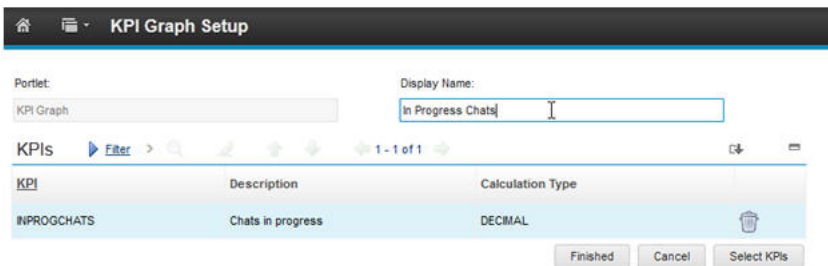 KPI Graph Setup
Portlet: Display Name:
KPI Graph In Progress Chats
KPIs Filter > 1 - 1 of 1
KPI Description Calculation Type
INPROGCHATS Chats in progress DECIMAL
Finished Cancel Select KPIs